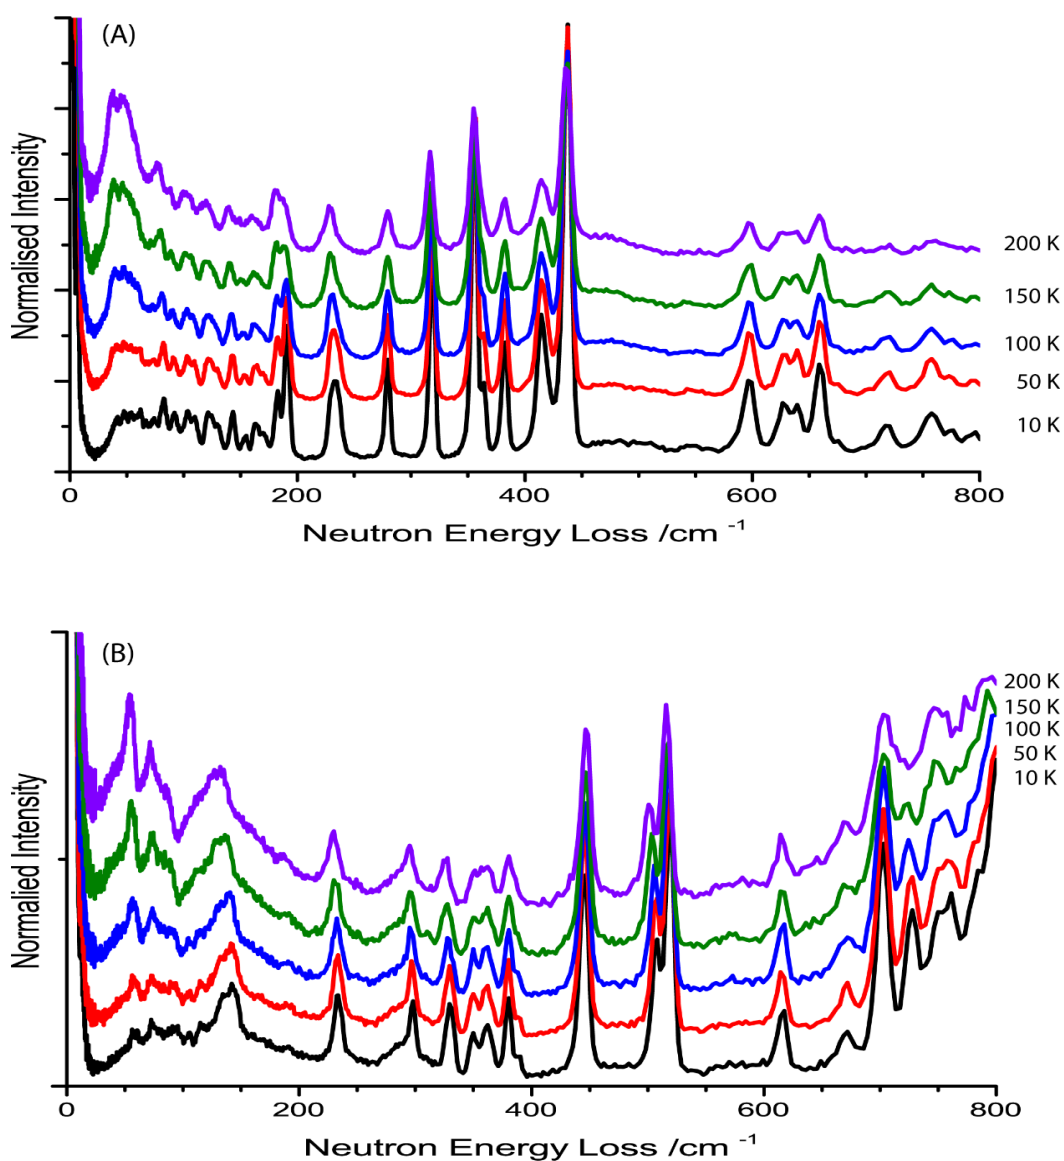 (A)
Normalised Intensity
200 K
150 K
100 K
50 K
10 K
0 200 400 600 800
Neutron Energy Loss /cm -1
(B)
Normalied Intensity
200 K
150 K
100 K
50 K
10 K
0 200 400 600 800
Neutron Energy Loss /cm -1